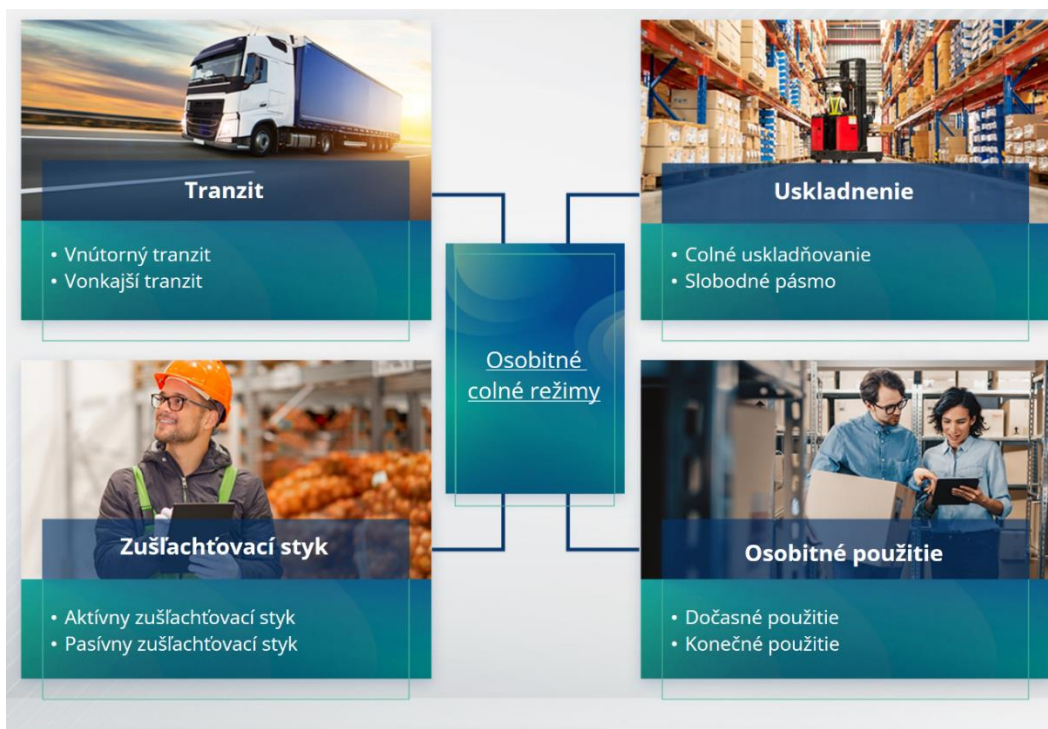 Tranzit
• Vnútorný tranzit
• Vonkajší tranzit
Uskladnenie
• Colné uskladňovanie
• Slobodné pásmo
Osobitné
colné režimy
Zušľachťovací styk
• Aktívny zušľachťovací styk
• Pasívny zušľachťovací styk
Osobitné použitie
• Dočasné použitie
• Konečné použitie